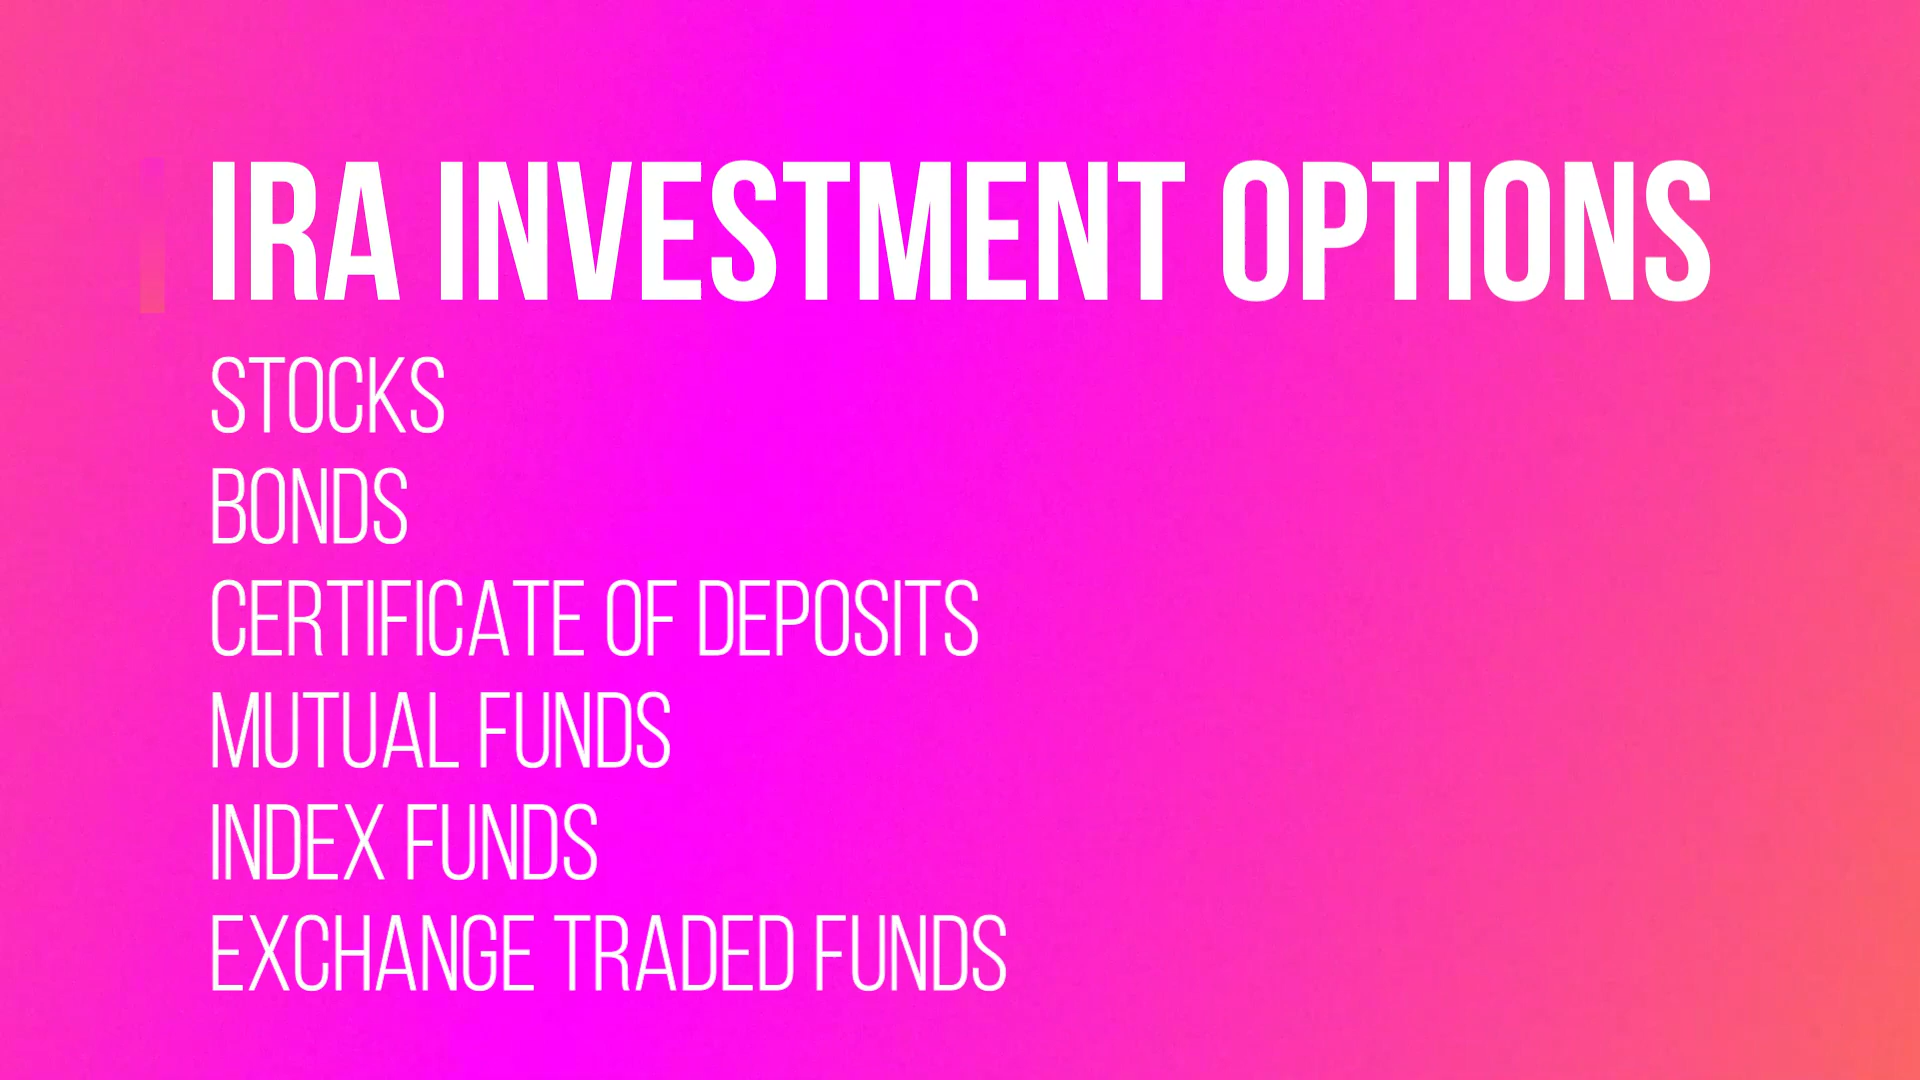 IRA INVESTMENT OPTIONS
STOCKS
BONDS
CERTIFICATE OF DEPOSITS
MUTUAL FUNDS
INDEX FUNDS
EXCHANGE TRADED FUNDS